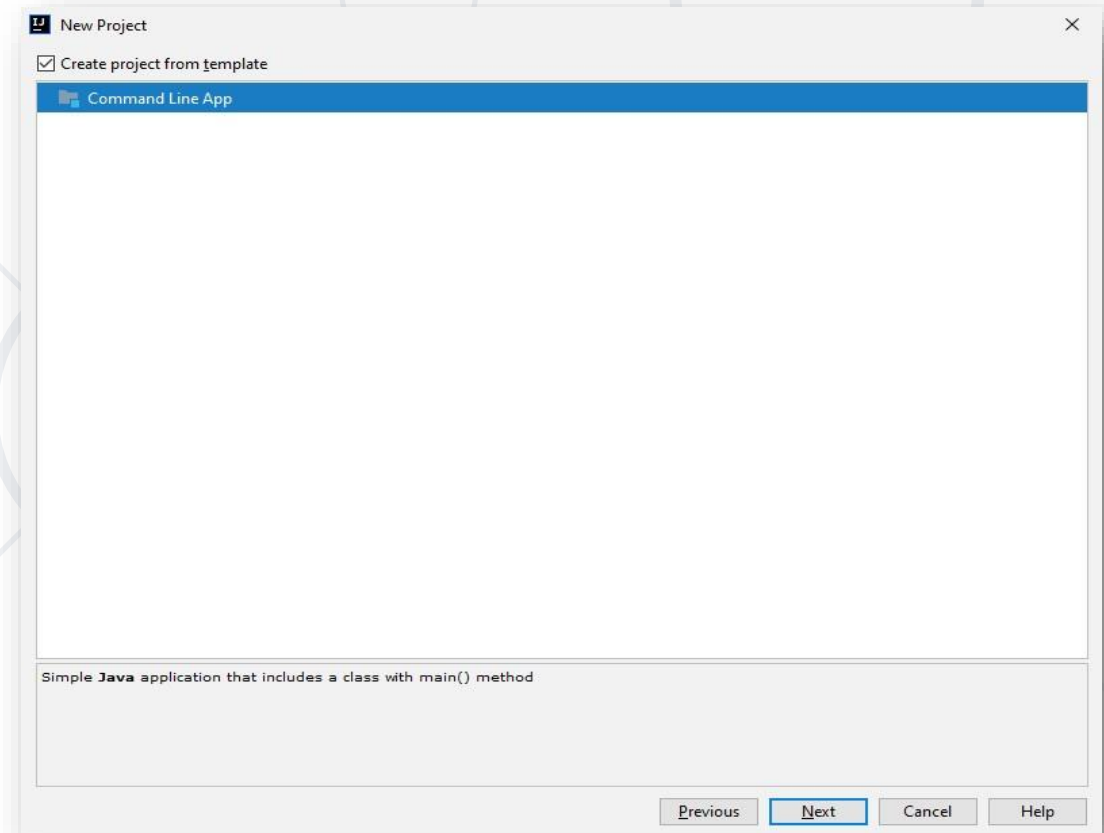 IJ
New Project
Create project from template
Command Line App
Simple Java application that includes a class with main() method
Previous Next Cancel Help